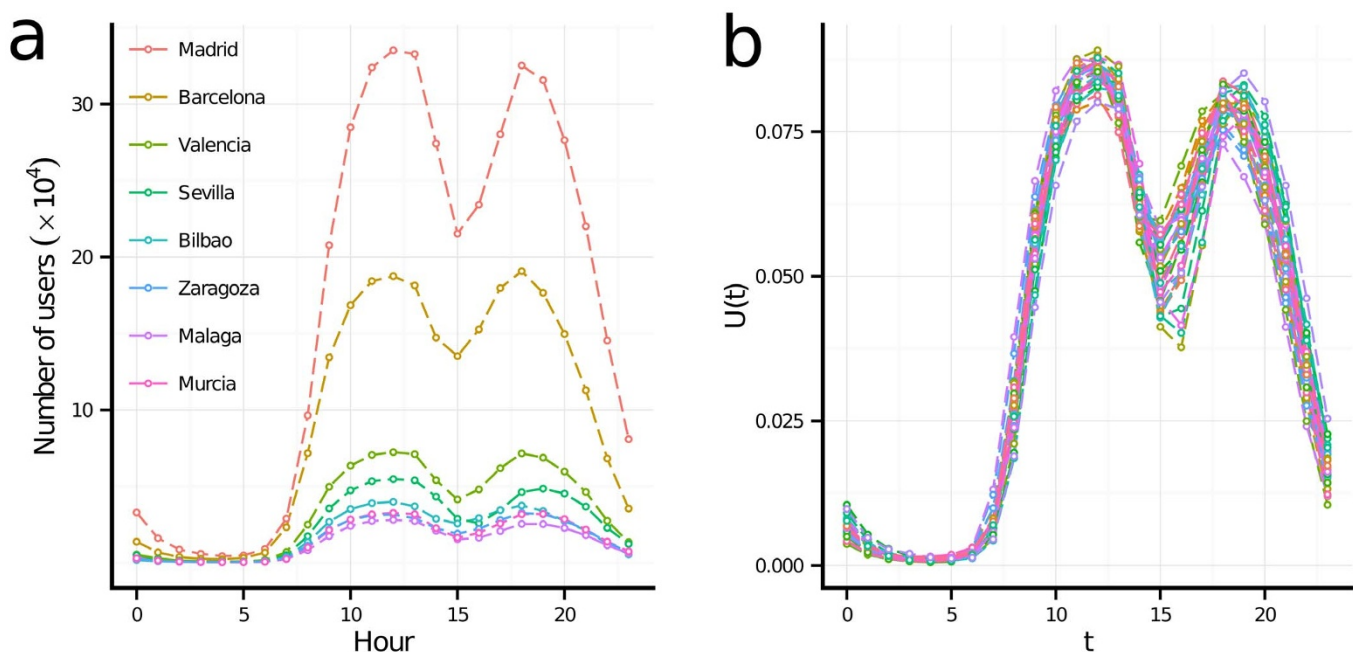 a
Madrid
Barcelona
Valencia
Sevilla
Bilbao
Zaragoza
Malaga
Murcia
Number of users (×10⁴)
30
20
10
0 5 10 15 20
Hour
b
U(t)
0.075
0.050
0.025
0.000
0 5 10 15 20
t